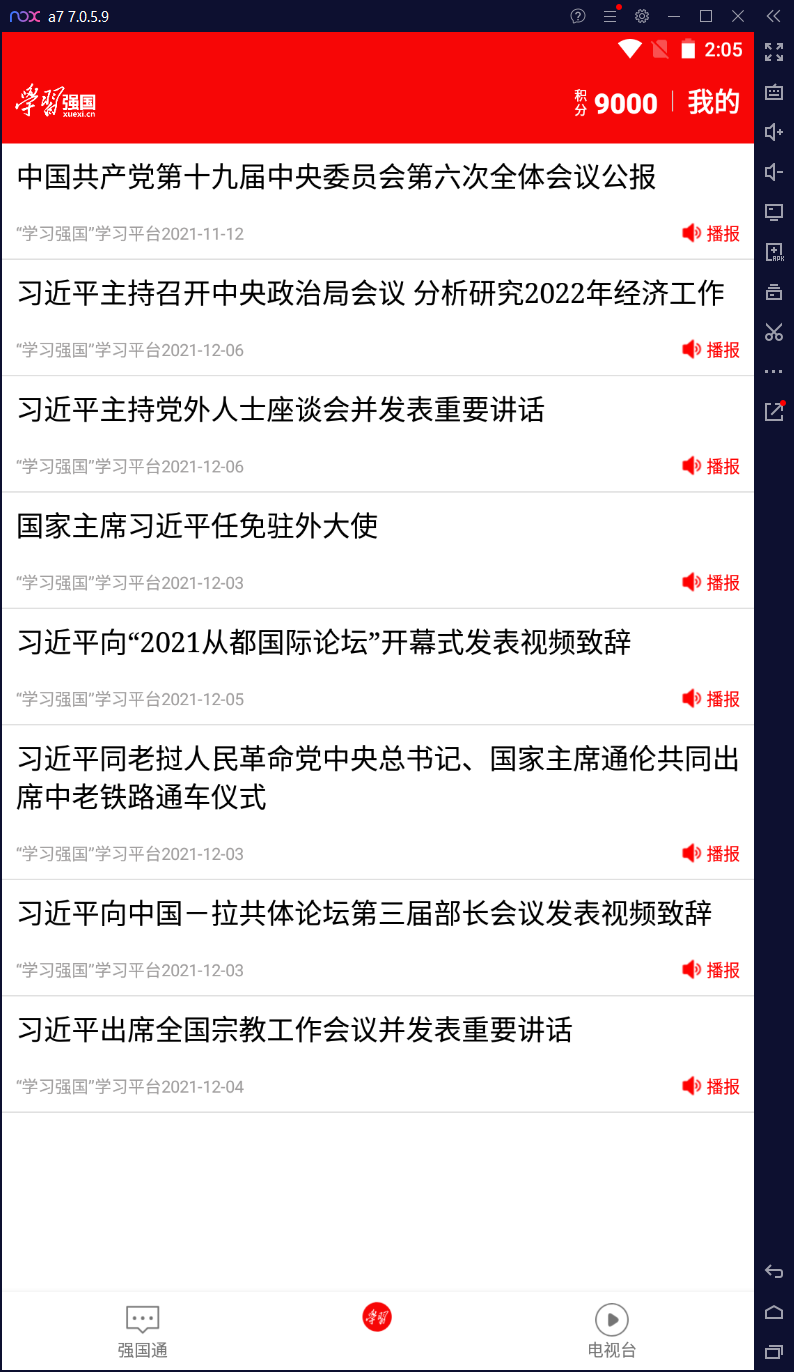 nox a7 7.0.5.9
2:05
学习强国
xuexi.cn
积分 9000 我的
中国共产党第十九届中央委员会第六次全体会议公报
“学习强国”学习平台2021-11-12 播报
习近平主持召开中央政治局会议 分析研究2022年经济工作
“学习强国”学习平台2021-12-06 播报
习近平主持党外人士座谈会并发表重要讲话
“学习强国”学习平台2021-12-06 播报
国家主席习近平任免驻外大使
“学习强国”学习平台2021-12-03 播报
习近平向“2021从都国际论坛”开幕式发表视频致辞
“学习强国”学习平台2021-12-05 播报
习近平同老挝人民革命党中央总书记、国家主席通伦共同出
席中老铁路通车仪式
“学习强国”学习平台2021-12-03 播报
习近平向中国－拉共体论坛第三届部长会议发表视频致辞
“学习强国”学习平台2021-12-03 播报
习近平出席全国宗教工作会议并发表重要讲话
“学习强国”学习平台2021-12-04 播报
学习
强国通 电视台